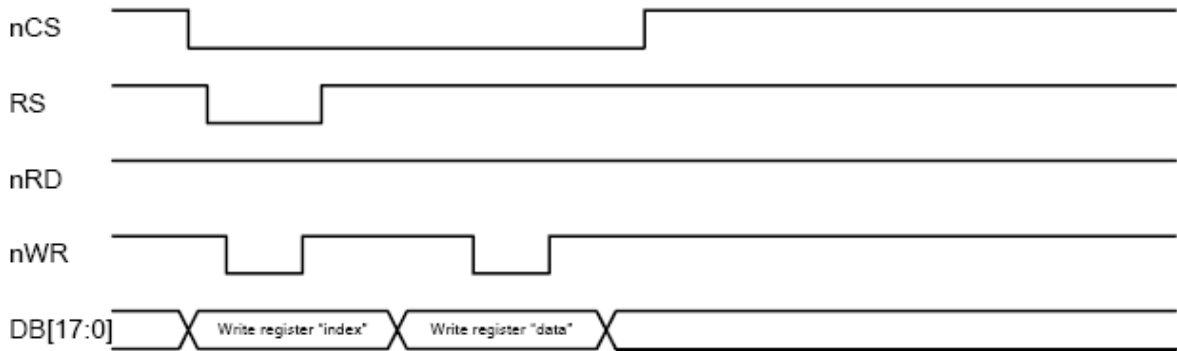 nCS
RS
nRD
nWR
DB[17:0] Write register "index" Write register "data"